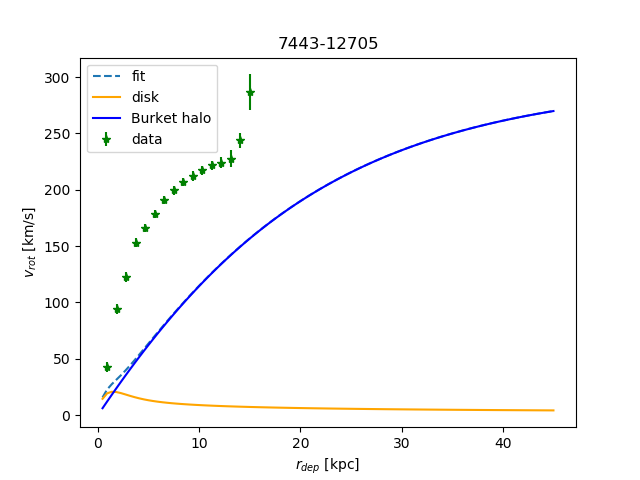 7443-12705
fit
disk
Burket halo
data
300
250
200
150
100
50
0
v_rot [km/s]
0 10 20 30 40
r_dep [kpc]